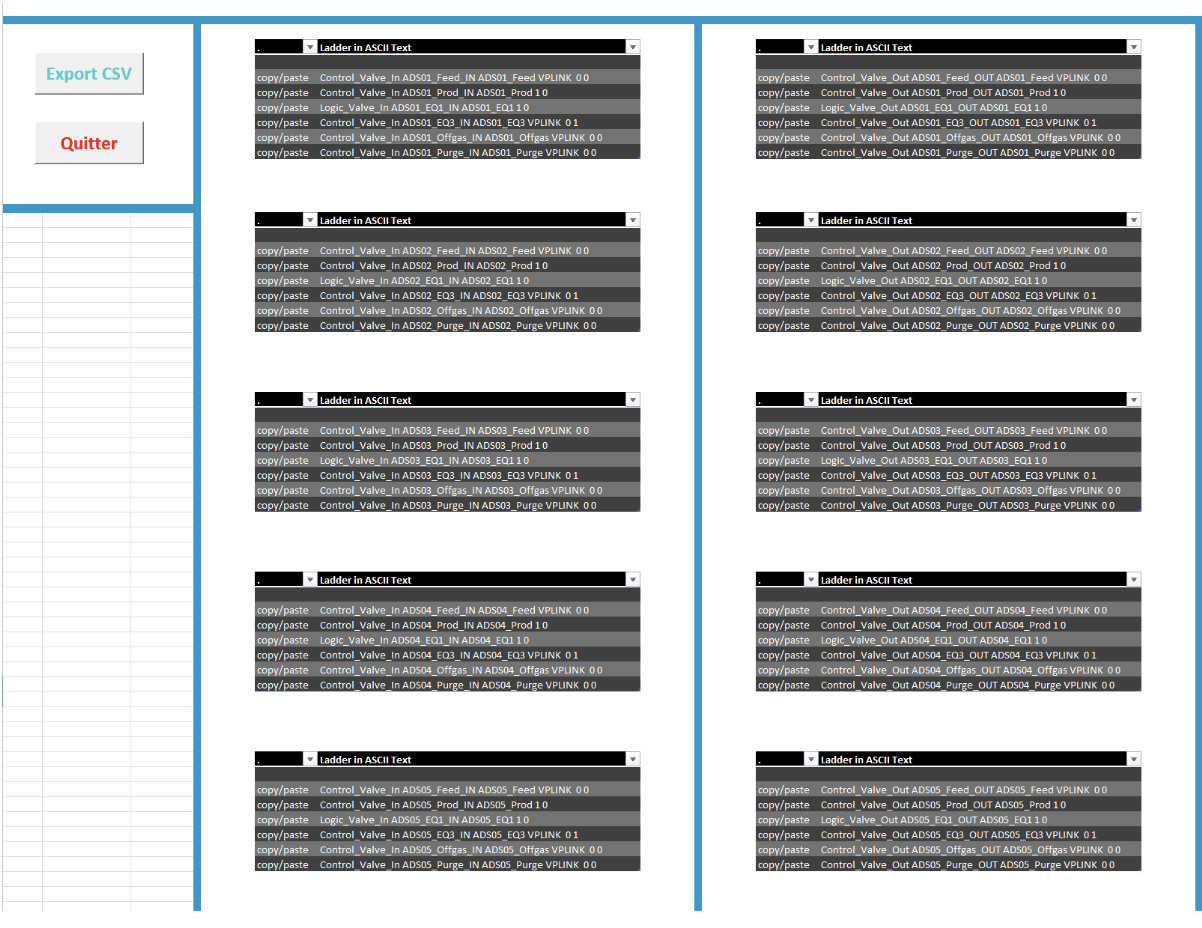 Export CSV
Quitter
. Ladder in ASCII Text
copy/paste Control_Valve_In ADS01_Feed_IN ADS01_Feed VPLINK 0 0
copy/paste Control_Valve_In ADS01_Prod_IN ADS01_Prod 1 0
copy/paste Logic_Valve_In ADS01_EQ1_IN ADS01_EQ1 1 0
copy/paste Control_Valve_In ADS01_EQ3_IN ADS01_EQ3 VPLINK 0 1
copy/paste Control_Valve_In ADS01_Offgas_IN ADS01_Offgas VPLINK 0 0
copy/paste Control_Valve_In ADS01_Purge_IN ADS01_Purge VPLINK 0 0
. Ladder in ASCII Text
copy/paste Control_Valve_Out ADS01_Feed_OUT ADS01_Feed VPLINK 0 0
copy/paste Control_Valve_Out ADS01_Prod_OUT ADS01_Prod 1 0
copy/paste Logic_Valve_Out ADS01_EQ1_OUT ADS01_EQ1 1 0
copy/paste Control_Valve_Out ADS01_EQ3_OUT ADS01_EQ3 VPLINK 0 1
copy/paste Control_Valve_Out ADS01_Offgas_OUT ADS01_Offgas VPLINK 0 0
copy/paste Control_Valve_Out ADS01_Purge_OUT ADS01_Purge VPLINK 0 0
. Ladder in ASCII Text
copy/paste Control_Valve_In ADS02_Feed_IN ADS02_Feed VPLINK 0 0
copy/paste Control_Valve_In ADS02_Prod_IN ADS02_Prod 1 0
copy/paste Logic_Valve_In ADS02_EQ1_IN ADS02_EQ1 1 0
copy/paste Control_Valve_In ADS02_EQ3_IN ADS02_EQ3 VPLINK 0 1
copy/paste Control_Valve_In ADS02_Offgas_IN ADS02_Offgas VPLINK 0 0
copy/paste Control_Valve_In ADS02_Purge_IN ADS02_Purge VPLINK 0 0
. Ladder in ASCII Text
copy/paste Control_Valve_Out ADS02_Feed_OUT ADS02_Feed VPLINK 0 0
copy/paste Control_Valve_Out ADS02_Prod_OUT ADS02_Prod 1 0
copy/paste Logic_Valve_Out ADS02_EQ1_OUT ADS02_EQ1 1 0
copy/paste Control_Valve_Out ADS02_EQ3_OUT ADS02_EQ3 VPLINK 0 1
copy/paste Control_Valve_Out ADS02_Offgas_OUT ADS02_Offgas VPLINK 0 0
copy/paste Control_Valve_Out ADS02_Purge_OUT ADS02_Purge VPLINK 0 0
. Ladder in ASCII Text
copy/paste Control_Valve_In ADS03_Feed_IN ADS03_Feed VPLINK 0 0
copy/paste Control_Valve_In ADS03_Prod_IN ADS03_Prod 1 0
copy/paste Logic_Valve_In ADS03_EQ1_IN ADS03_EQ1 1 0
copy/paste Control_Valve_In ADS03_EQ3_IN ADS03_EQ3 VPLINK 0 1
copy/paste Control_Valve_In ADS03_Offgas_IN ADS03_Offgas VPLINK 0 0
copy/paste Control_Valve_In ADS03_Purge_IN ADS03_Purge VPLINK 0 0
. Ladder in ASCII Text
copy/paste Control_Valve_Out ADS03_Feed_OUT ADS03_Feed VPLINK 0 0
copy/paste Control_Valve_Out ADS03_Prod_OUT ADS03_Prod 1 0
copy/paste Logic_Valve_Out ADS03_EQ1_OUT ADS03_EQ1 1 0
copy/paste Control_Valve_Out ADS03_EQ3_OUT ADS03_EQ3 VPLINK 0 1
copy/paste Control_Valve_Out ADS03_Offgas_OUT ADS03_Offgas VPLINK 0 0
copy/paste Control_Valve_Out ADS03_Purge_OUT ADS03_Purge VPLINK 0 0
. Ladder in ASCII Text
copy/paste Control_Valve_In ADS04_Feed_IN ADS04_Feed VPLINK 0 0
copy/paste Control_Valve_In ADS04_Prod_IN ADS04_Prod 1 0
copy/paste Logic_Valve_In ADS04_EQ1_IN ADS04_EQ1 1 0
copy/paste Control_Valve_In ADS04_EQ3_IN ADS04_EQ3 VPLINK 0 1
copy/paste Control_Valve_In ADS04_Offgas_IN ADS04_Offgas VPLINK 0 0
copy/paste Control_Valve_In ADS04_Purge_IN ADS04_Purge VPLINK 0 0
. Ladder in ASCII Text
copy/paste Control_Valve_Out ADS04_Feed_OUT ADS04_Feed VPLINK 0 0
copy/paste Control_Valve_Out ADS04_Prod_OUT ADS04_Prod 1 0
copy/paste Logic_Valve_Out ADS04_EQ1_OUT ADS04_EQ1 1 0
copy/paste Control_Valve_Out ADS04_EQ3_OUT ADS04_EQ3 VPLINK 0 1
copy/paste Control_Valve_Out ADS04_Offgas_OUT ADS04_Offgas VPLINK 0 0
copy/paste Control_Valve_Out ADS04_Purge_OUT ADS04_Purge VPLINK 0 0
. Ladder in ASCII Text
copy/paste Control_Valve_In ADS05_Feed_IN ADS05_Feed VPLINK 0 0
copy/paste Control_Valve_In ADS05_Prod_IN ADS05_Prod 1 0
copy/paste Logic_Valve_In ADS05_EQ1_IN ADS05_EQ1 1 0
copy/paste Control_Valve_In ADS05_EQ3_IN ADS05_EQ3 VPLINK 0 1
copy/paste Control_Valve_In ADS05_Offgas_IN ADS05_Offgas VPLINK 0 0
copy/paste Control_Valve_In ADS05_Purge_IN ADS05_Purge VPLINK 0 0
. Ladder in ASCII Text
copy/paste Control_Valve_Out ADS05_Feed_OUT ADS05_Feed VPLINK 0 0
copy/paste Control_Valve_Out ADS05_Prod_OUT ADS05_Prod 1 0
copy/paste Logic_Valve_Out ADS05_EQ1_OUT ADS05_EQ1 1 0
copy/paste Control_Valve_Out ADS05_EQ3_OUT ADS05_EQ3 VPLINK 0 1
copy/paste Control_Valve_Out ADS05_Offgas_OUT ADS05_Offgas VPLINK 0 0
copy/paste Control_Valve_Out ADS05_Purge_OUT ADS05_Purge VPLINK 0 0